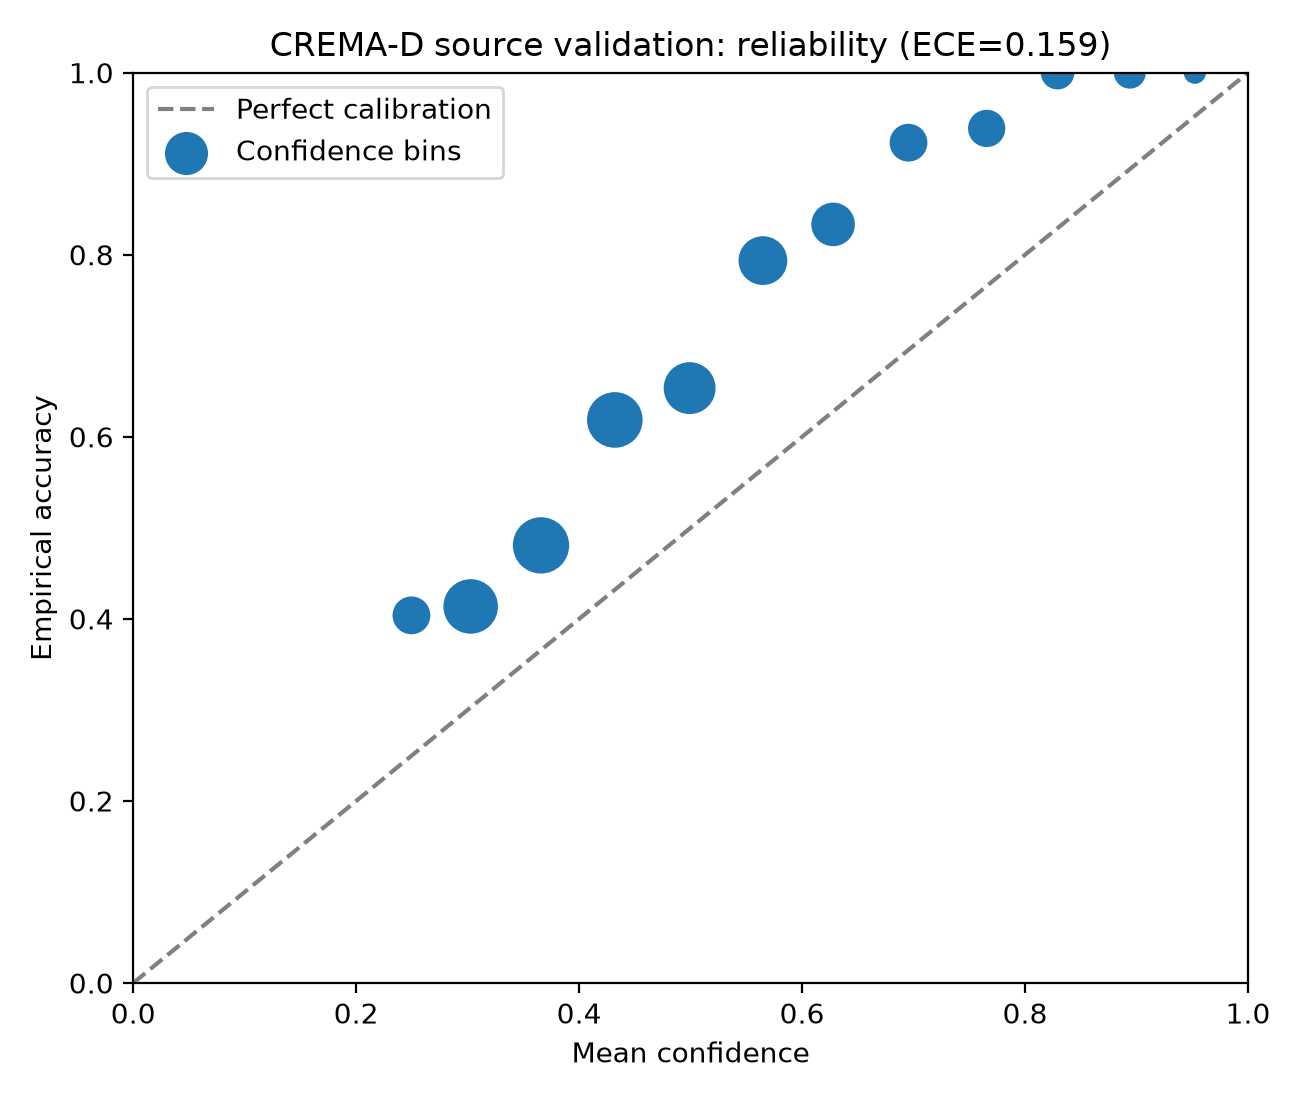 CREMA-D source validation: reliability (ECE=0.159)
Perfect calibration
Confidence bins
1.0
0.8
0.6
0.4
0.2
0.0
Empirical accuracy
0.0 0.2 0.4 0.6 0.8 1.0
Mean confidence